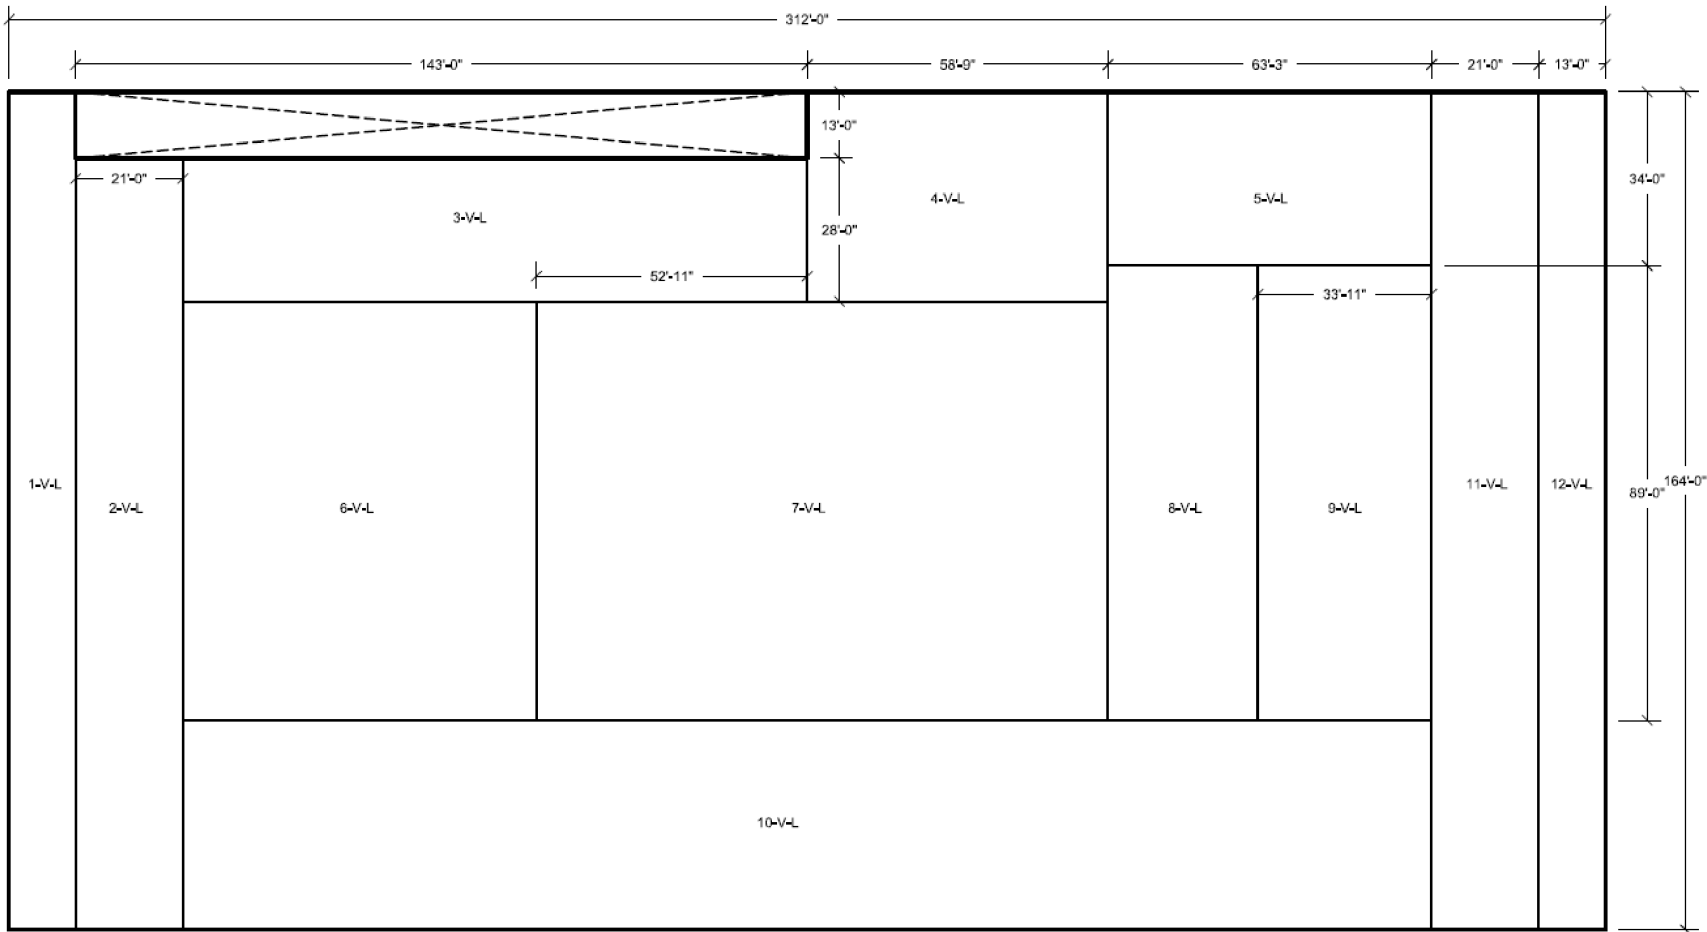 312'-0"
143'-0" 58'-9" 63'-3" 21'-0" 13'-0"
13'-0"
21'-0" 34'-0"
4-V-L 5-V-L
3-V-L
28'-0"
52'-11"
33'-11"
1-V-L 11-V-L 12-V-L 164'-0"
89'-0"
2-V-L 6-V-L 7-V-L 8-V-L 9-V-L
10-V-L